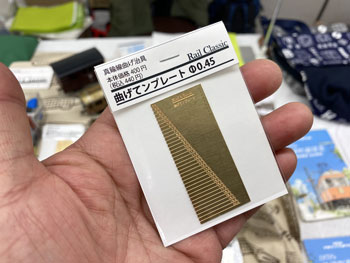 真鍮線曲げ治具
本体価格 400円
(税込 440円)
Rail Classic
曲げテンプレート Φ0.45